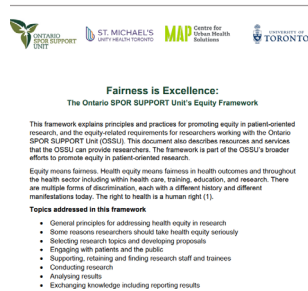 ONTARIO
SPOR SUPPORT
UNIT
ST. MICHAEL'S
UNITY HEALTH TORONTO
MAP Centre for
Urban Health
Solutions
UNIVERSITY OF
TORONTO
Fairness is Excellence:
The Ontario SPOR SUPPORT Unit's Equity Framework
This framework explains principles and practices for promoting equity in patient-oriented
research, and the equity-related requirements for researchers working with the Ontario
SPOR SUPPORT Unit (OSSU). This document also describes resources and services
that the OSSU can provide researchers. The framework is part of the OSSU's broader
efforts to promote equity in patient-oriented research.
Equity means fairness. Health equity means fairness in health outcomes and throughout
the health sector including within health care, training, education, and research. There
are multiple forms of discrimination, each with a different history and different
manifestations today. The right to health is a human right (1).
Topics addressed in this framework
• General principles for addressing health equity in research
• Some reasons researchers should take health equity seriously
• Selecting research topics and developing proposals
• Engaging with patients and the public
• Supporting, retaining and finding research staff and trainees
• Conducting research
• Analysing results
• Exchanging knowledge including reporting results